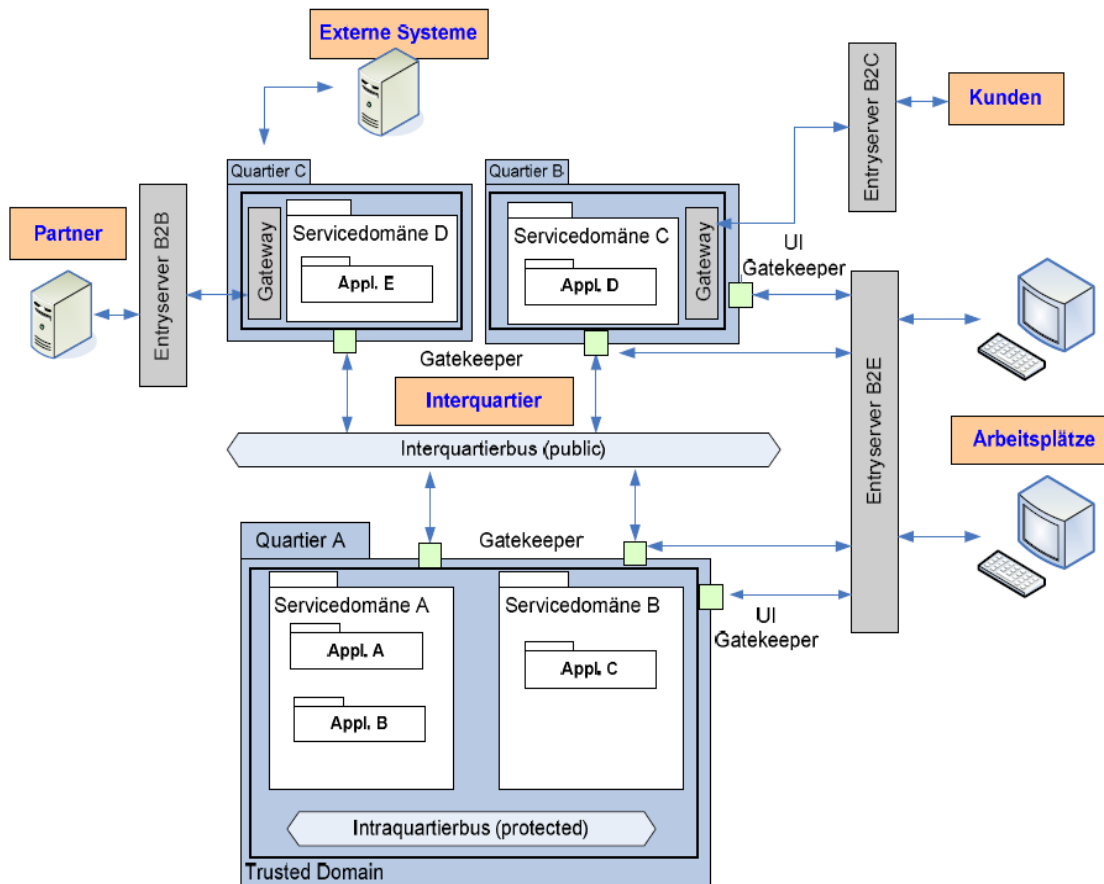 Externe Systeme
Entryserver B2C
Kunden
Quartier C
Quartier B
Partner
Entryserver B2B
Gateway
Servicedomäne D
Appl. E
Servicedomäne C
Appl. D
Gateway
UI
Gatekeeper
Gatekeeper
Interquartier
Interquartierbus (public)
Entryserver B2E
Arbeitsplätze
Quartier A
Gatekeeper
Servicedomäne A
Appl. A
Appl. B
Servicedomäne B
Appl. C
UI
Gatekeeper
Intraquartierbus (protected)
Trusted Domain